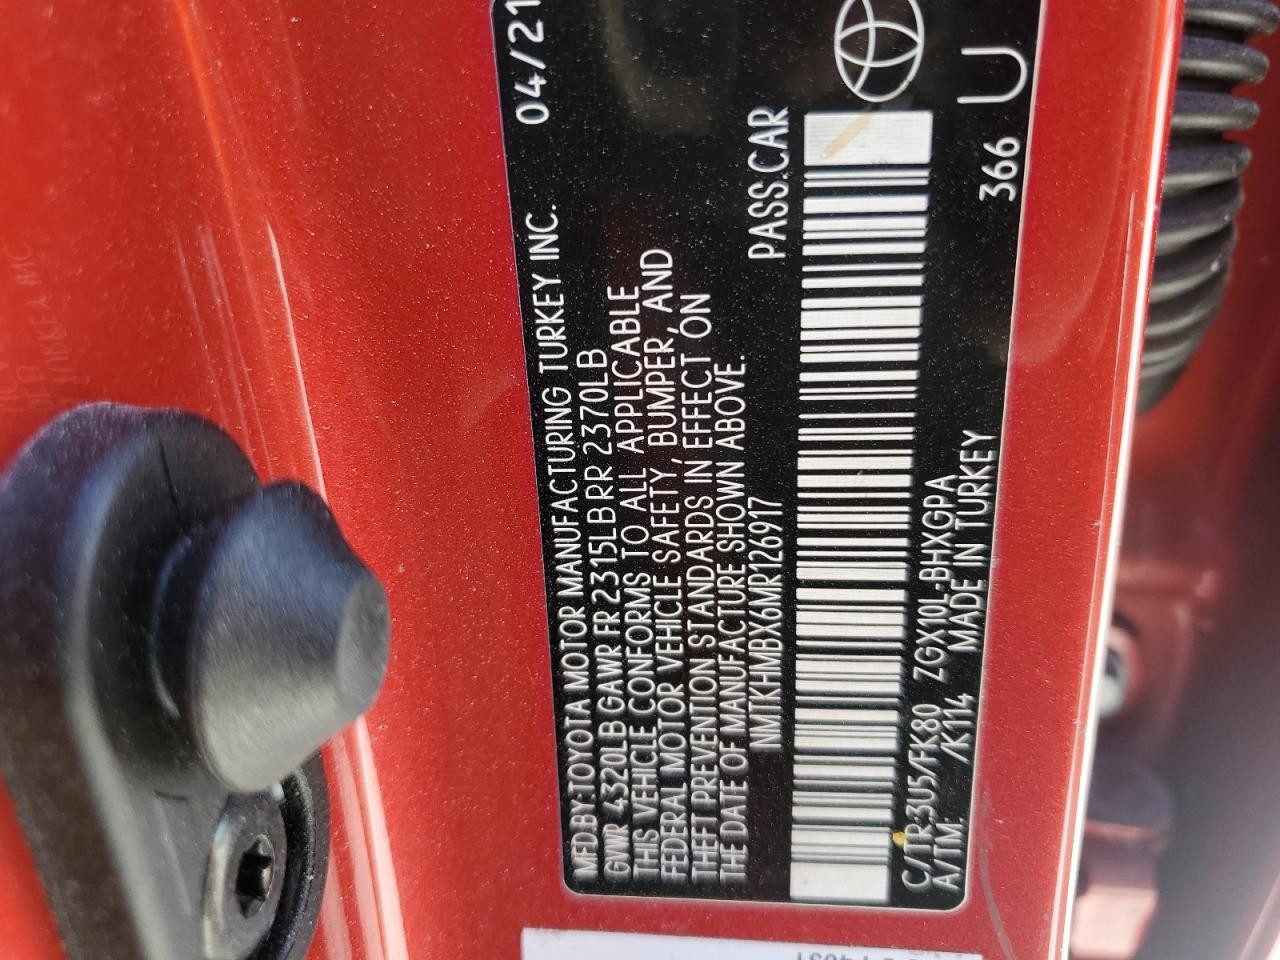 MFD.BY:TOYOTA MOTOR MANUFACTURING TURKEY INC. 04/21
GVWR 4320LB GAWR FR 2315LB RR 2370LB
THIS VEHICLE CONFORMS TO ALL APPLICABLE
FEDERAL MOTOR VEHICLE SAFETY, BUMPER, AND
THEFT PREVENTION STANDARDS IN EFFECT ON
THE DATE OF MANUFACTURE SHOWN ABOVE.
NMTKHMBX6MR126917 PASS.CAR
C/TR:3U5/FK80 ZGX10L-BHXGPA
A/TM: /K114 MADE IN TURKEY 366 U